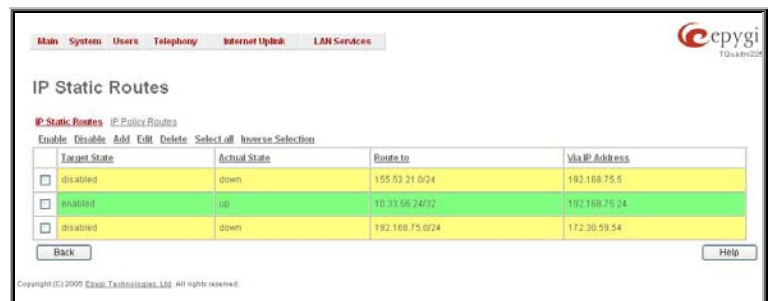 Main System Users Telephony Internet Uplink LAN Services
epygi
TQuadro226
IP Static Routes
IP Static Routes IP Policy Routes
Enable Disable Add Edit Delete Select all Inverse Selection
Target State Actual State Route to Via IP Address
disabled down 155.52.21.0/24 192.168.75.5
enabled up 10.33.56.24/32 192.168.75.24
disabled down 192.168.75.0/24 172.30.59.54
Back Help
Copyright (C) 2005 Epygi Technologies, Ltd. All rights reserved.